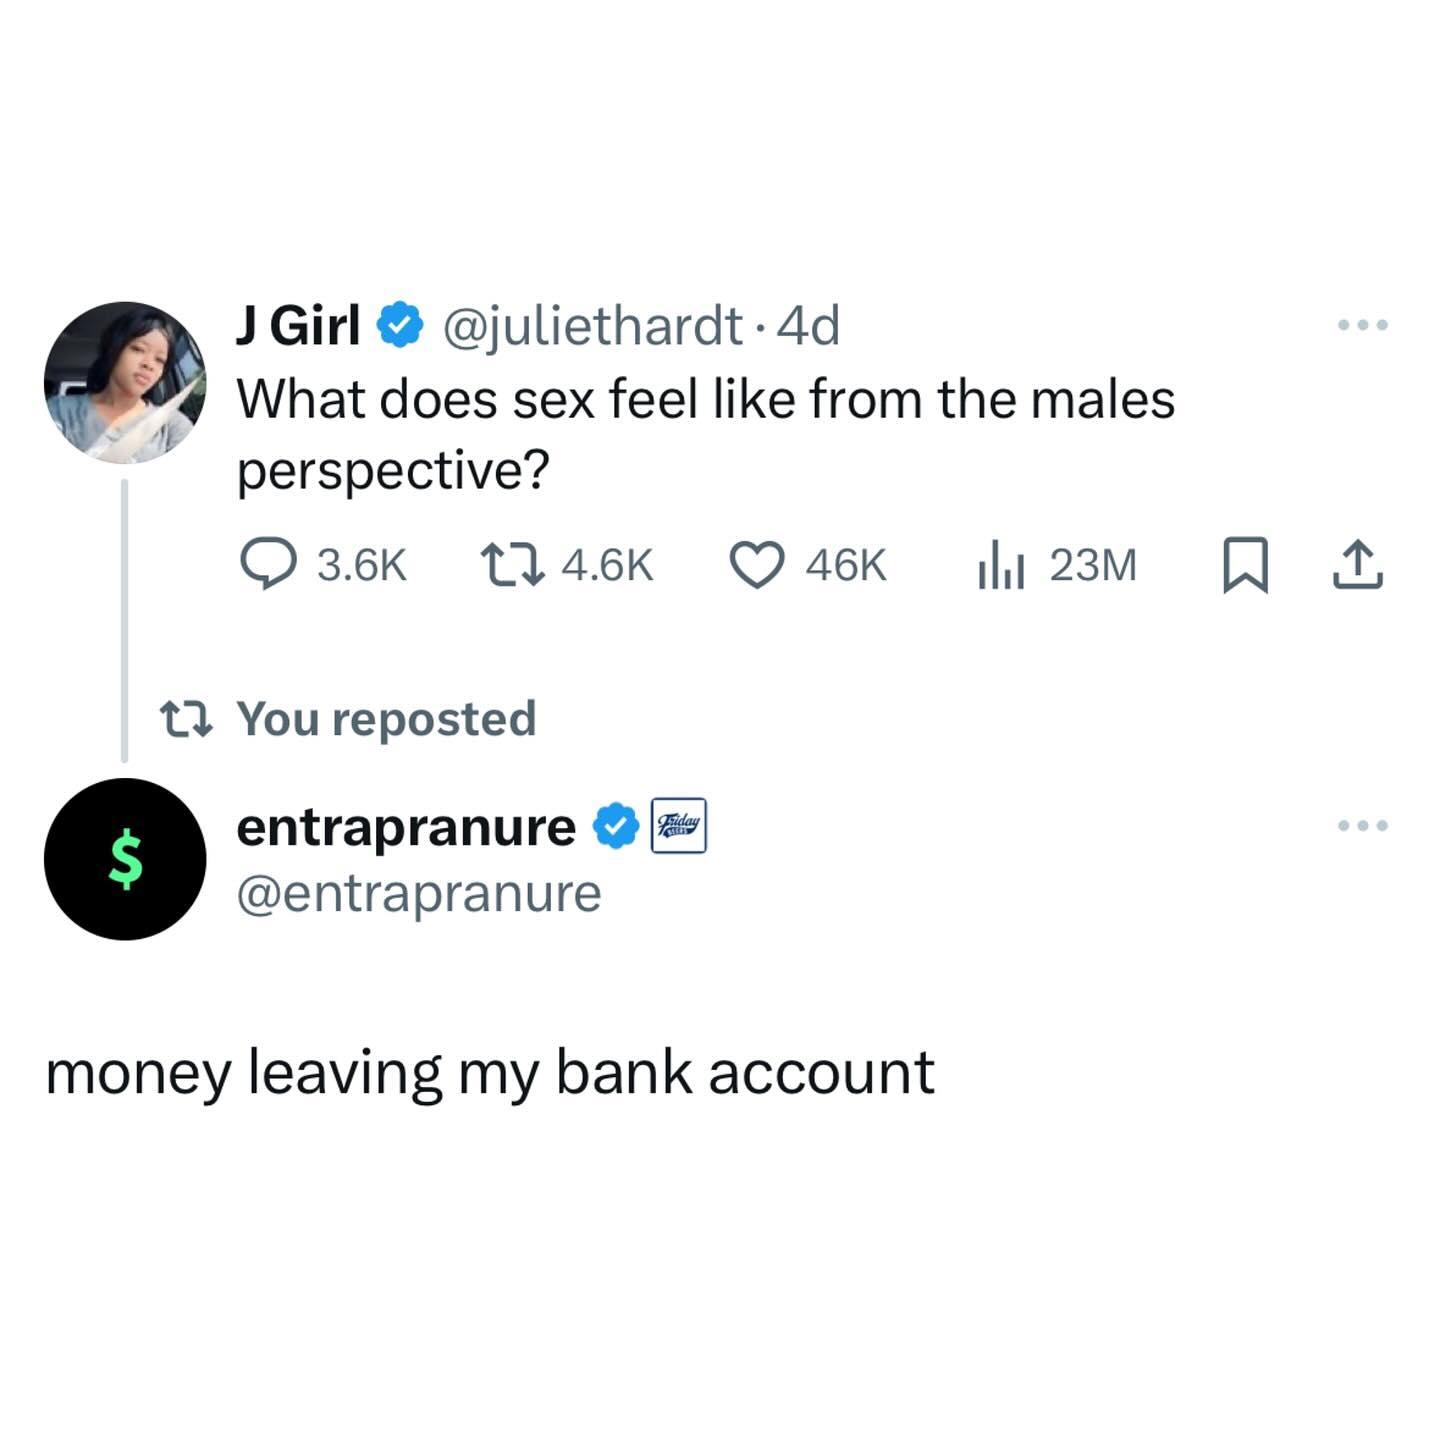 J Girl @juliethardt · 4d
What does sex feel like from the males
perspective?
3.6K 4.6K 46K 23M
You reposted
$
entrapranure Friday
@entrapranure
money leaving my bank account